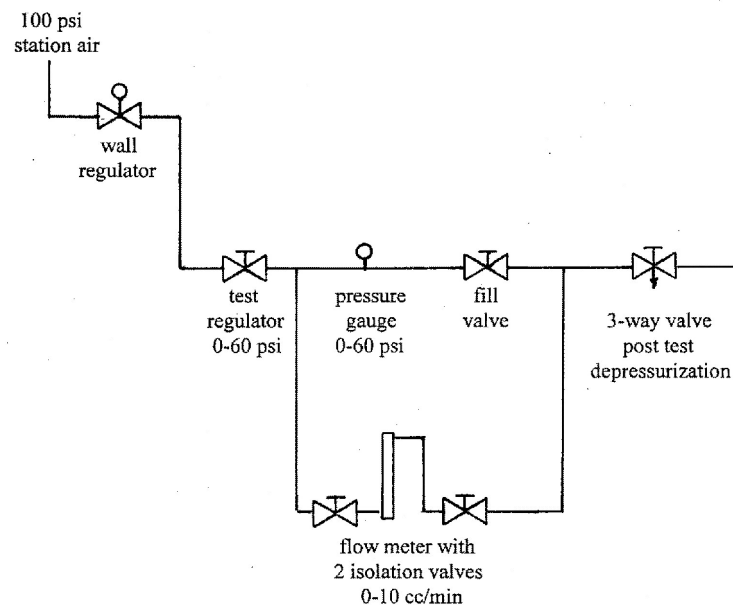 100 psi
station air
wall
regulator
test
regulator
0-60 psi
pressure
gauge
0-60 psi
fill
valve
3-way valve
post test
depressurization
flow meter with
2 isolation valves
0-10 cc/min